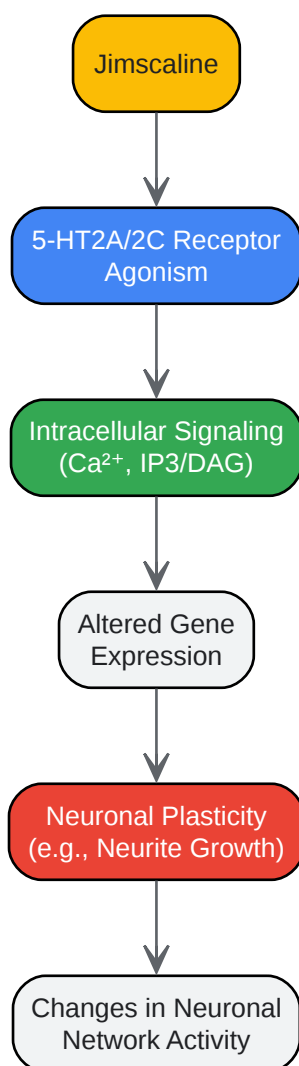 Jimscaline
5-HT2A/2C Receptor
Agonism
Intracellular Signaling
(Ca²⁺, IP3/DAG)
Altered Gene
Expression
Neuronal Plasticity
(e.g., Neurite Growth)
Changes in Neuronal
Network Activity